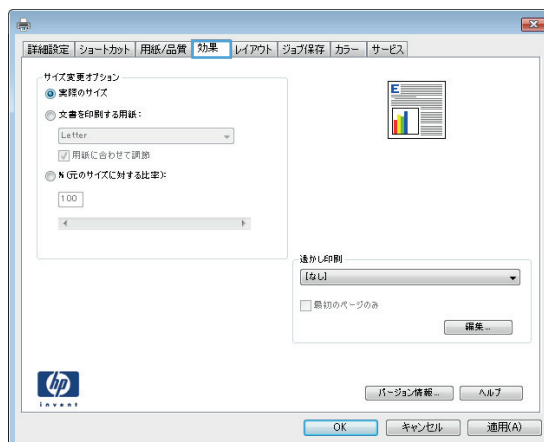 詳細設定 ショートカット 用紙/品質 効果 レイアウト ジョブ保存 カラー サービス
サイズ変更オプション
実際のサイズ
文書を印刷する用紙:
Letter
用紙に合わせて調節
% (元のサイズに対する比率):
100
E
透かし印刷
[なし]
最初のページのみ
編集...
hp
invent
バージョン情報... ヘルプ
OK キャンセル 適用(A)